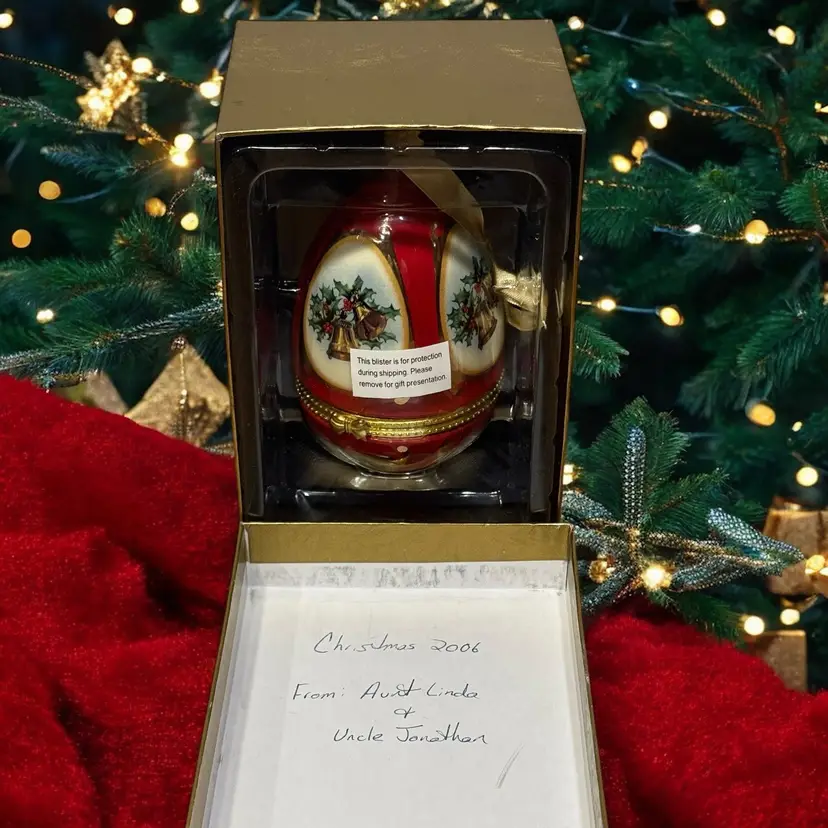 This blister is for protection
during shipping. Please
remove for gift presentation.
Christmas 2006
From: Aunt Linda
&
Uncle Jonathan